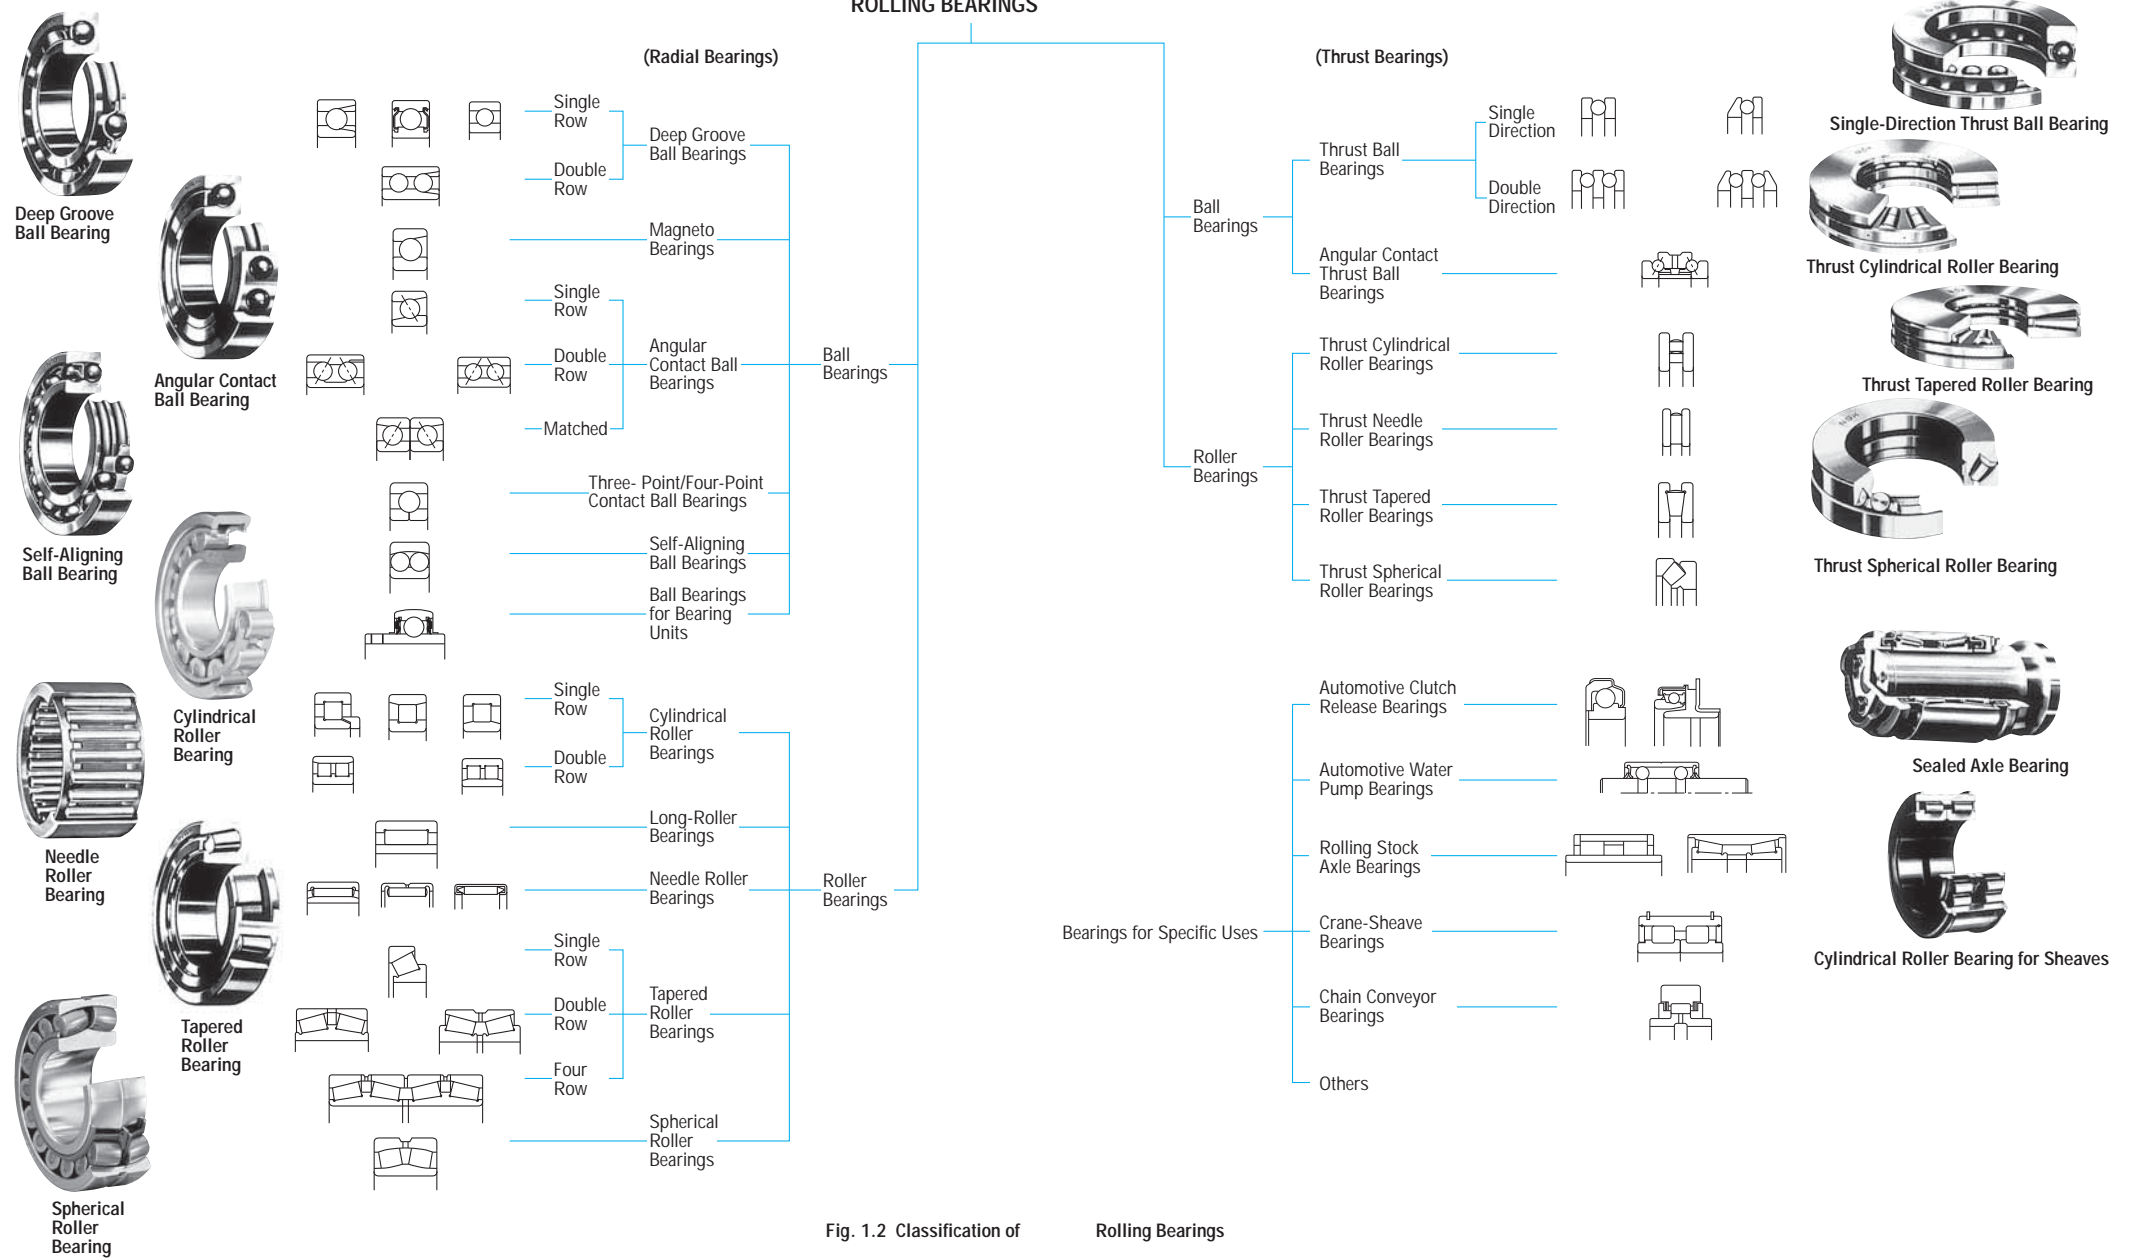 ROLLING BEARINGS
(Radial Bearings)
Single
Row
Deep Groove
Ball Bearings
Double
Row
Magneto
Bearings
Single
Row
Double
Row
Angular
Contact Ball
Bearings
Matched
Three- Point/Four-Point
Contact Ball Bearings
Self-Aligning
Ball Bearings
Ball Bearings
for Bearing
Units
Ball
Bearings
Single
Row
Cylindrical
Roller
Bearings
Double
Row
Long-Roller
Bearings
Needle Roller
Bearings
Roller
Bearings
Single
Row
Double
Row
Tapered
Roller
Bearings
Four
Row
Spherical
Roller
Bearings
Deep Groove
Ball Bearing
Angular Contact
Ball Bearing
Self-Aligning
Ball Bearing
Cylindrical
Roller
Bearing
Needle
Roller
Bearing
Tapered
Roller
Bearing
Spherical
Roller
Bearing
(Thrust Bearings)
Ball
Bearings
Thrust Ball
Bearings
Single
Direction
Double
Direction
Angular Contact
Thrust Ball
Bearings
Roller
Bearings
Thrust Cylindrical
Roller Bearings
Thrust Needle
Roller Bearings
Thrust Tapered
Roller Bearings
Thrust Spherical
Roller Bearings
Bearings for Specific Uses
Automotive Clutch
Release Bearings
Automotive Water
Pump Bearings
Rolling Stock
Axle Bearings
Crane-Sheave
Bearings
Chain Conveyor
Bearings
Others
Single-Direction Thrust Ball Bearing
Thrust Cylindrical Roller Bearing
Thrust Tapered Roller Bearing
Thrust Spherical Roller Bearing
Sealed Axle Bearing
Cylindrical Roller Bearing for Sheaves
Fig. 1.2 Classification of Rolling Bearings